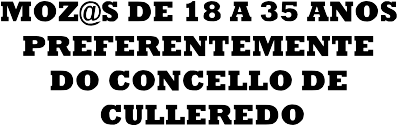 MOZ@S DE 18 A 35 ANOS
PREFERENTEMENTE
DO CONCELLO DE
CULLEREDO